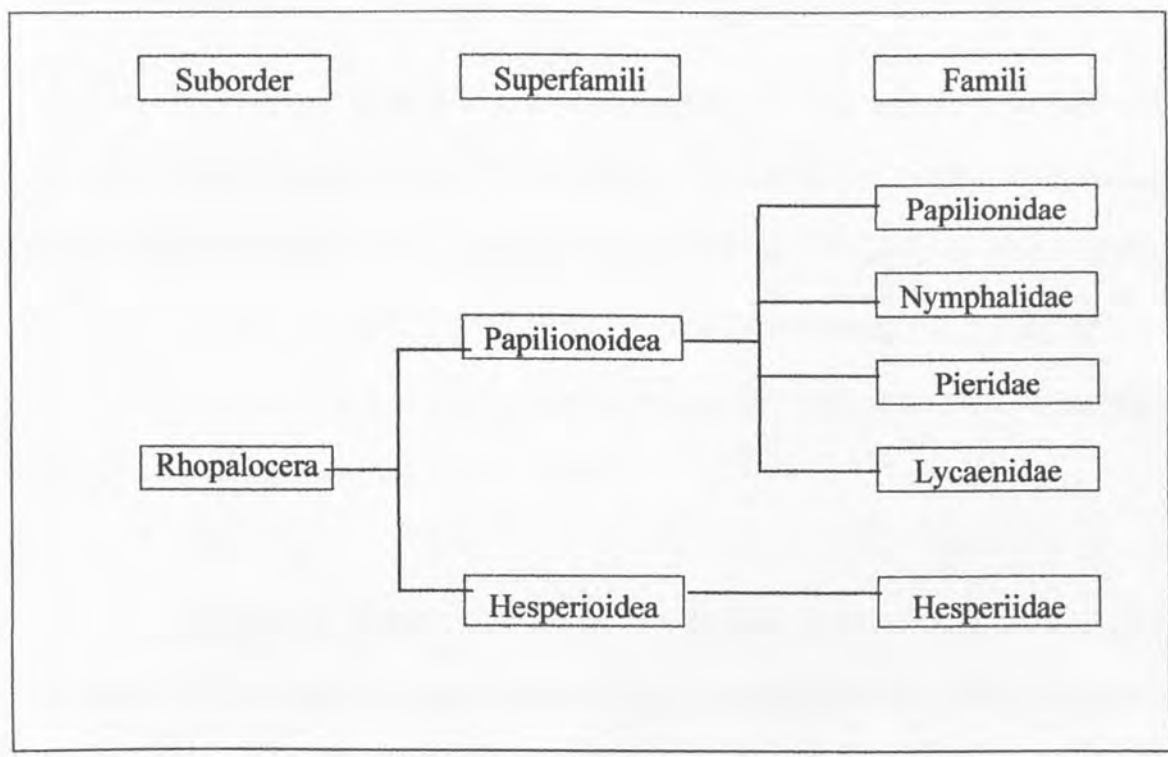 Suborder
Superfamili
Famili
Papilionidae
Nymphalidae
Papilionoidea
Pieridae
Rhopalocera
Lycaenidae
Hesperioidea
Hesperiidae